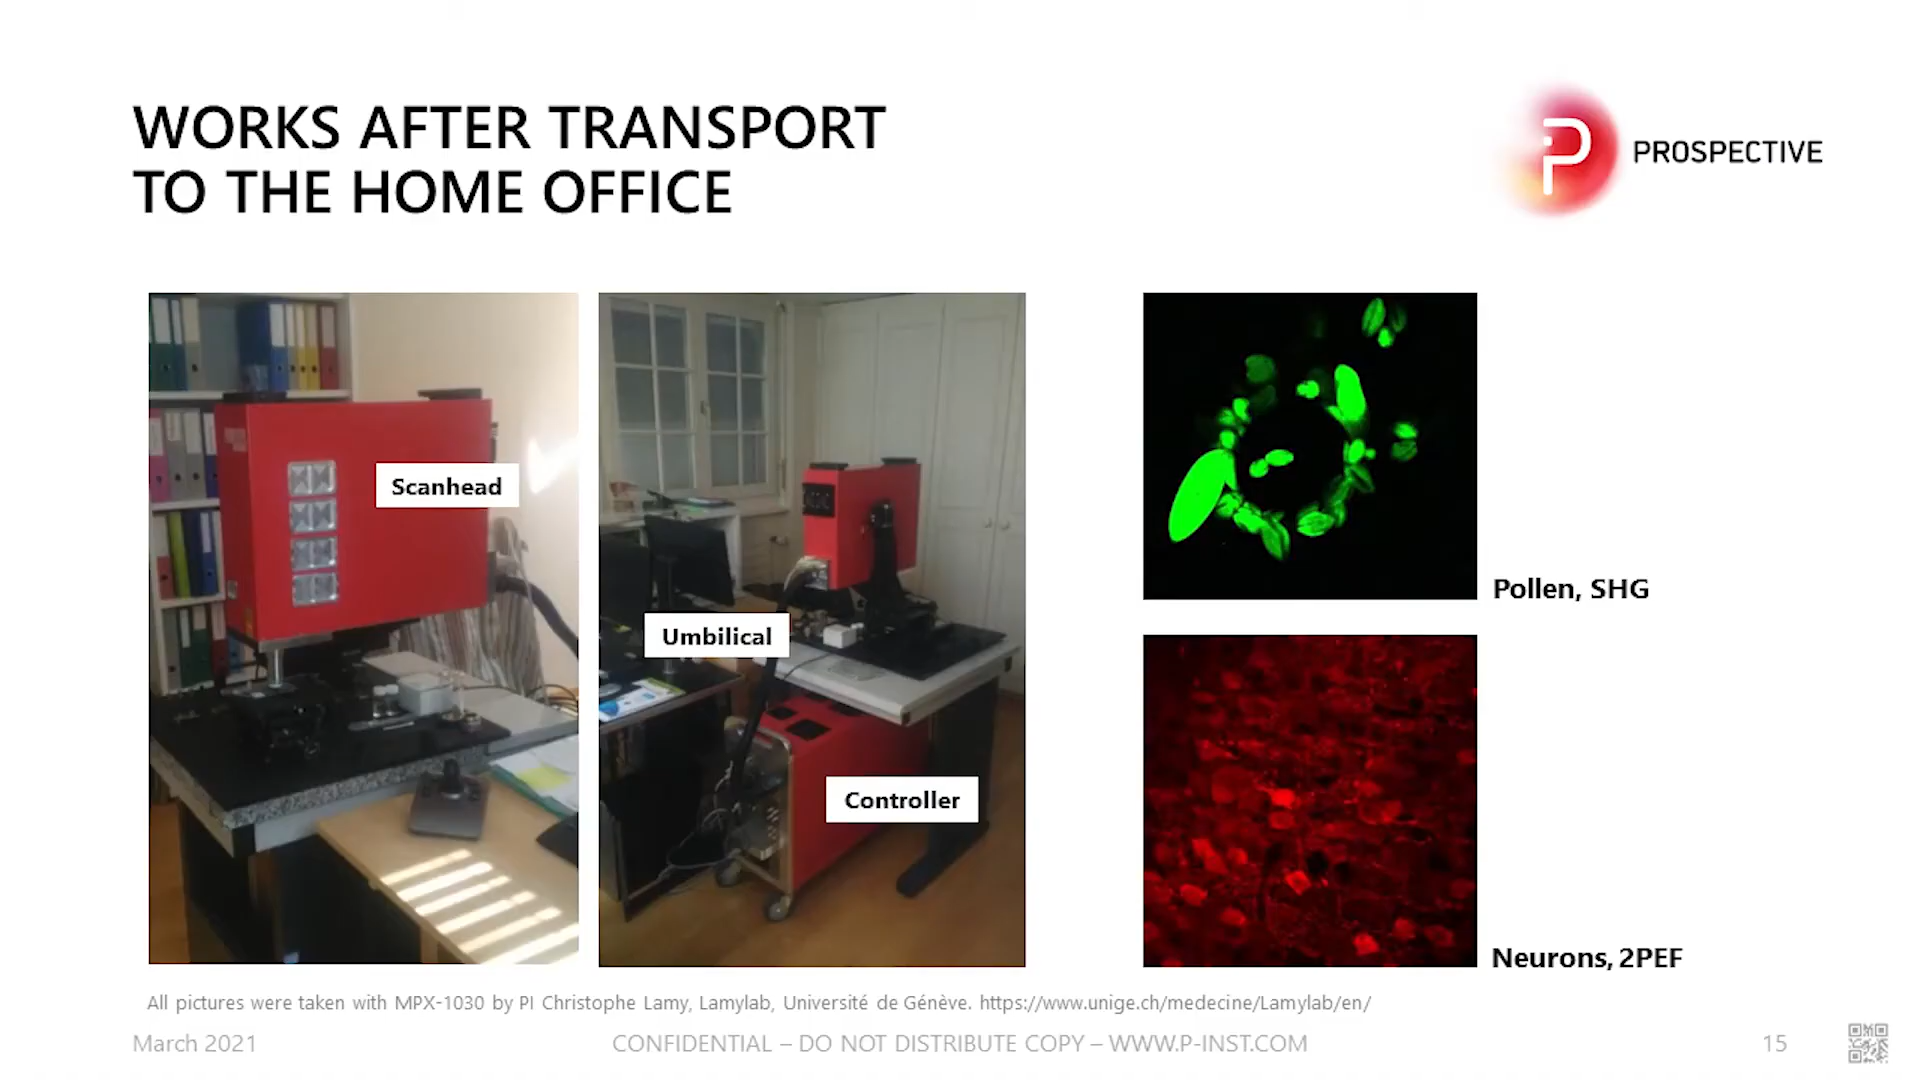 WORKS AFTER TRANSPORT
TO THE HOME OFFICE
PROSPECTIVE
Scanhead
Umbilical
Controller
Pollen, SHG
Neurons, 2PEF
All pictures were taken with MPX-1030 by PI Christophe Lamy, Lamylab, Université de Génève. https://www.unige.ch/medecine/Lamylab/en/
March 2021
CONFIDENTIAL – DO NOT DISTRIBUTE COPY – WWW.P-INST.COM
15